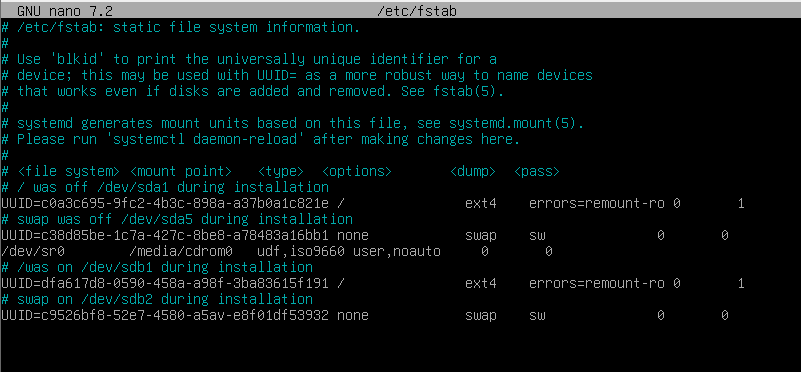 GNU nano 7.2 /etc/fstab
# /etc/fstab: static file system information.
#
# Use 'blkid' to print the universally unique identifier for a
# device; this may be used with UUID= as a more robust way to name devices
# that works even if disks are added and removed. See fstab(5).
#
# systemd generates mount units based on this file, see systemd.mount(5).
# Please run 'systemctl daemon-reload' after making changes here.
#
# <file system> <mount point>   <type>  <options>       <dump>  <pass>
# / was off /dev/sda1 during installation
UUID=c0a3c695-9fc2-4b3c-898a-a37b0a1c821e /               ext4    errors=remount-ro 0       1
# swap was off /dev/sda5 during installation
UUID=c38d85be-1c7a-427c-8be8-a78483a16bb1 none            swap    sw              0       0
/dev/sr0        /media/cdrom0   udf,iso9660 user,noauto     0       0
# /was on /dev/sdb1 during installation
UUID=dfa617d8-0590-458a-a98f-3ba83615f191 /               ext4    errors=remount-ro 0       1
# swap on /dev/sdb2 during installation
UUID=c9526bf8-52e7-4580-a5av-e8f01df53932 none            swap    sw              0       0